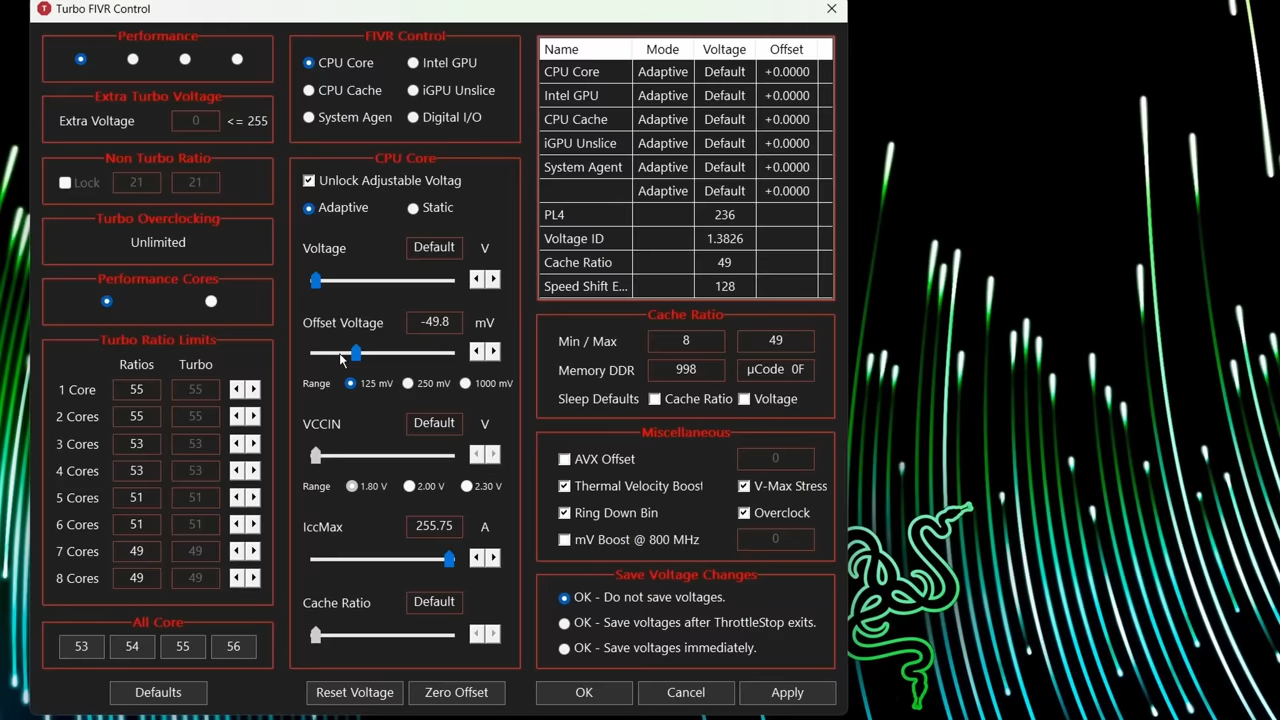 Turbo FIVR Control
Performance
Extra Turbo Voltage
Extra Voltage 0 <= 255
Non Turbo Ratio
Lock 21 21
Turbo Overclocking
Unlimited
Performance Cores
Turbo Ratio Limits
Ratios Turbo
1 Core 55 55
2 Cores 55 55
3 Cores 53 53
4 Cores 53 53
5 Cores 51 51
6 Cores 51 51
7 Cores 49 49
8 Cores 49 49
All Core
53 54 55 56
Defaults
FIVR Control
CPU Core Intel GPU
CPU Cache iGPU Unslice
System Agen Digital I/O
CPU Core
Unlock Adjustable Voltag
Adaptive Static
Voltage Default V
Offset Voltage -49.8 mV
Range 125 mV 250 mV 1000 mV
VCCIN Default V
Range 1.80 V 2.00 V 2.30 V
IccMax 255.75 A
Cache Ratio Default
Reset Voltage Zero Offset
Name Mode Voltage Offset
CPU Core Adaptive Default +0.0000
Intel GPU Adaptive Default +0.0000
CPU Cache Adaptive Default +0.0000
iGPU Unslice Adaptive Default +0.0000
System Agent Adaptive Default +0.0000
Adaptive Default +0.0000
PL4 236
Voltage ID 1.3826
Cache Ratio 49
Speed Shift E... 128
Cache Ratio
Min / Max 8 49
Memory DDR 998 µCode 0F
Sleep Defaults Cache Ratio Voltage
Miscellaneous
AVX Offset 0
Thermal Velocity Boost V-Max Stress
Ring Down Bin Overclock
mV Boost @ 800 MHz 0
Save Voltage Changes
OK - Do not save voltages.
OK - Save voltages after ThrottleStop exits.
OK - Save voltages immediately.
OK Cancel Apply